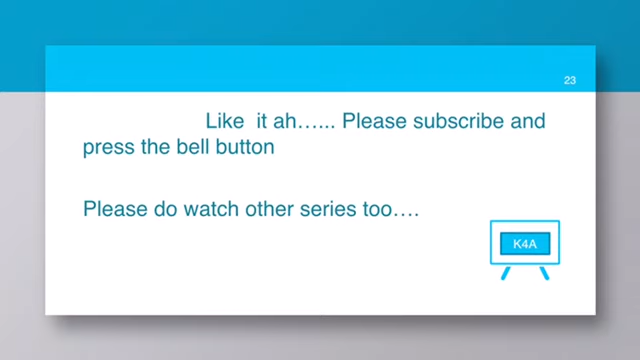 23
Like it ah…... Please subscribe and
press the bell button
Please do watch other series too….
K4A